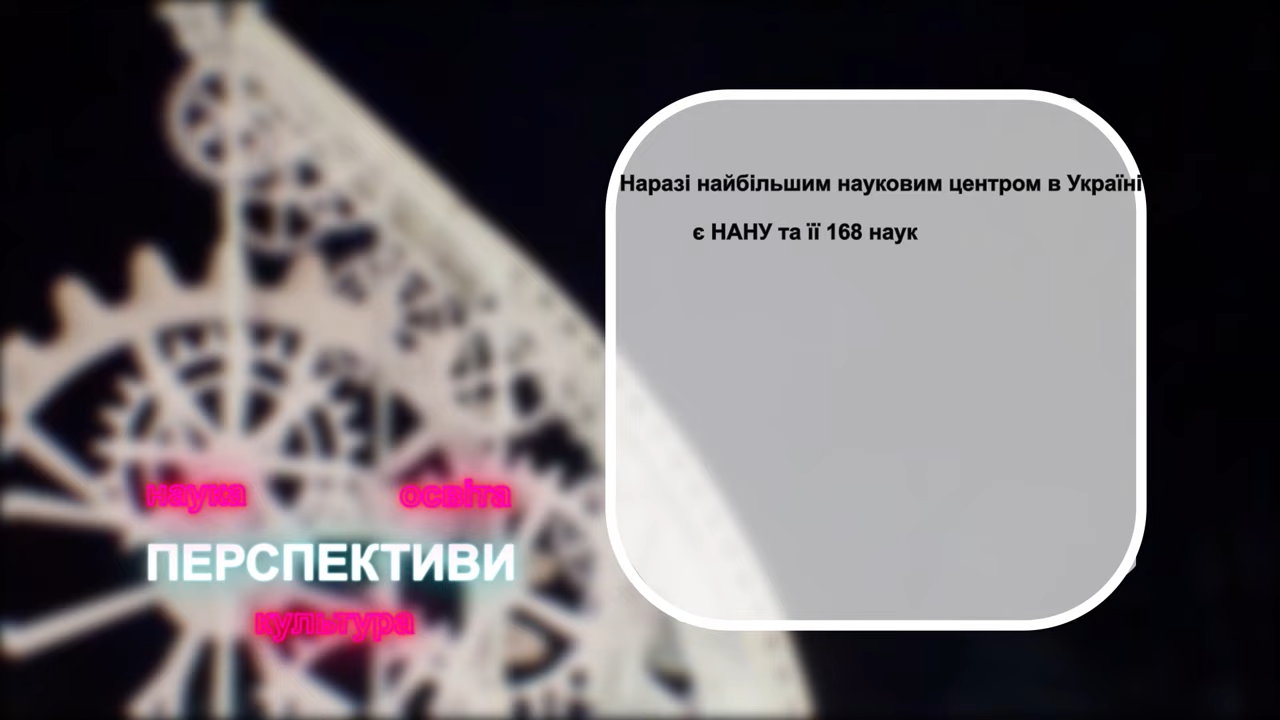 Наразі найбільшим науковим центром в Україні
є НАНУ та її 168 наук
наука
освіта
ПЕРСПЕКТИВИ
культура